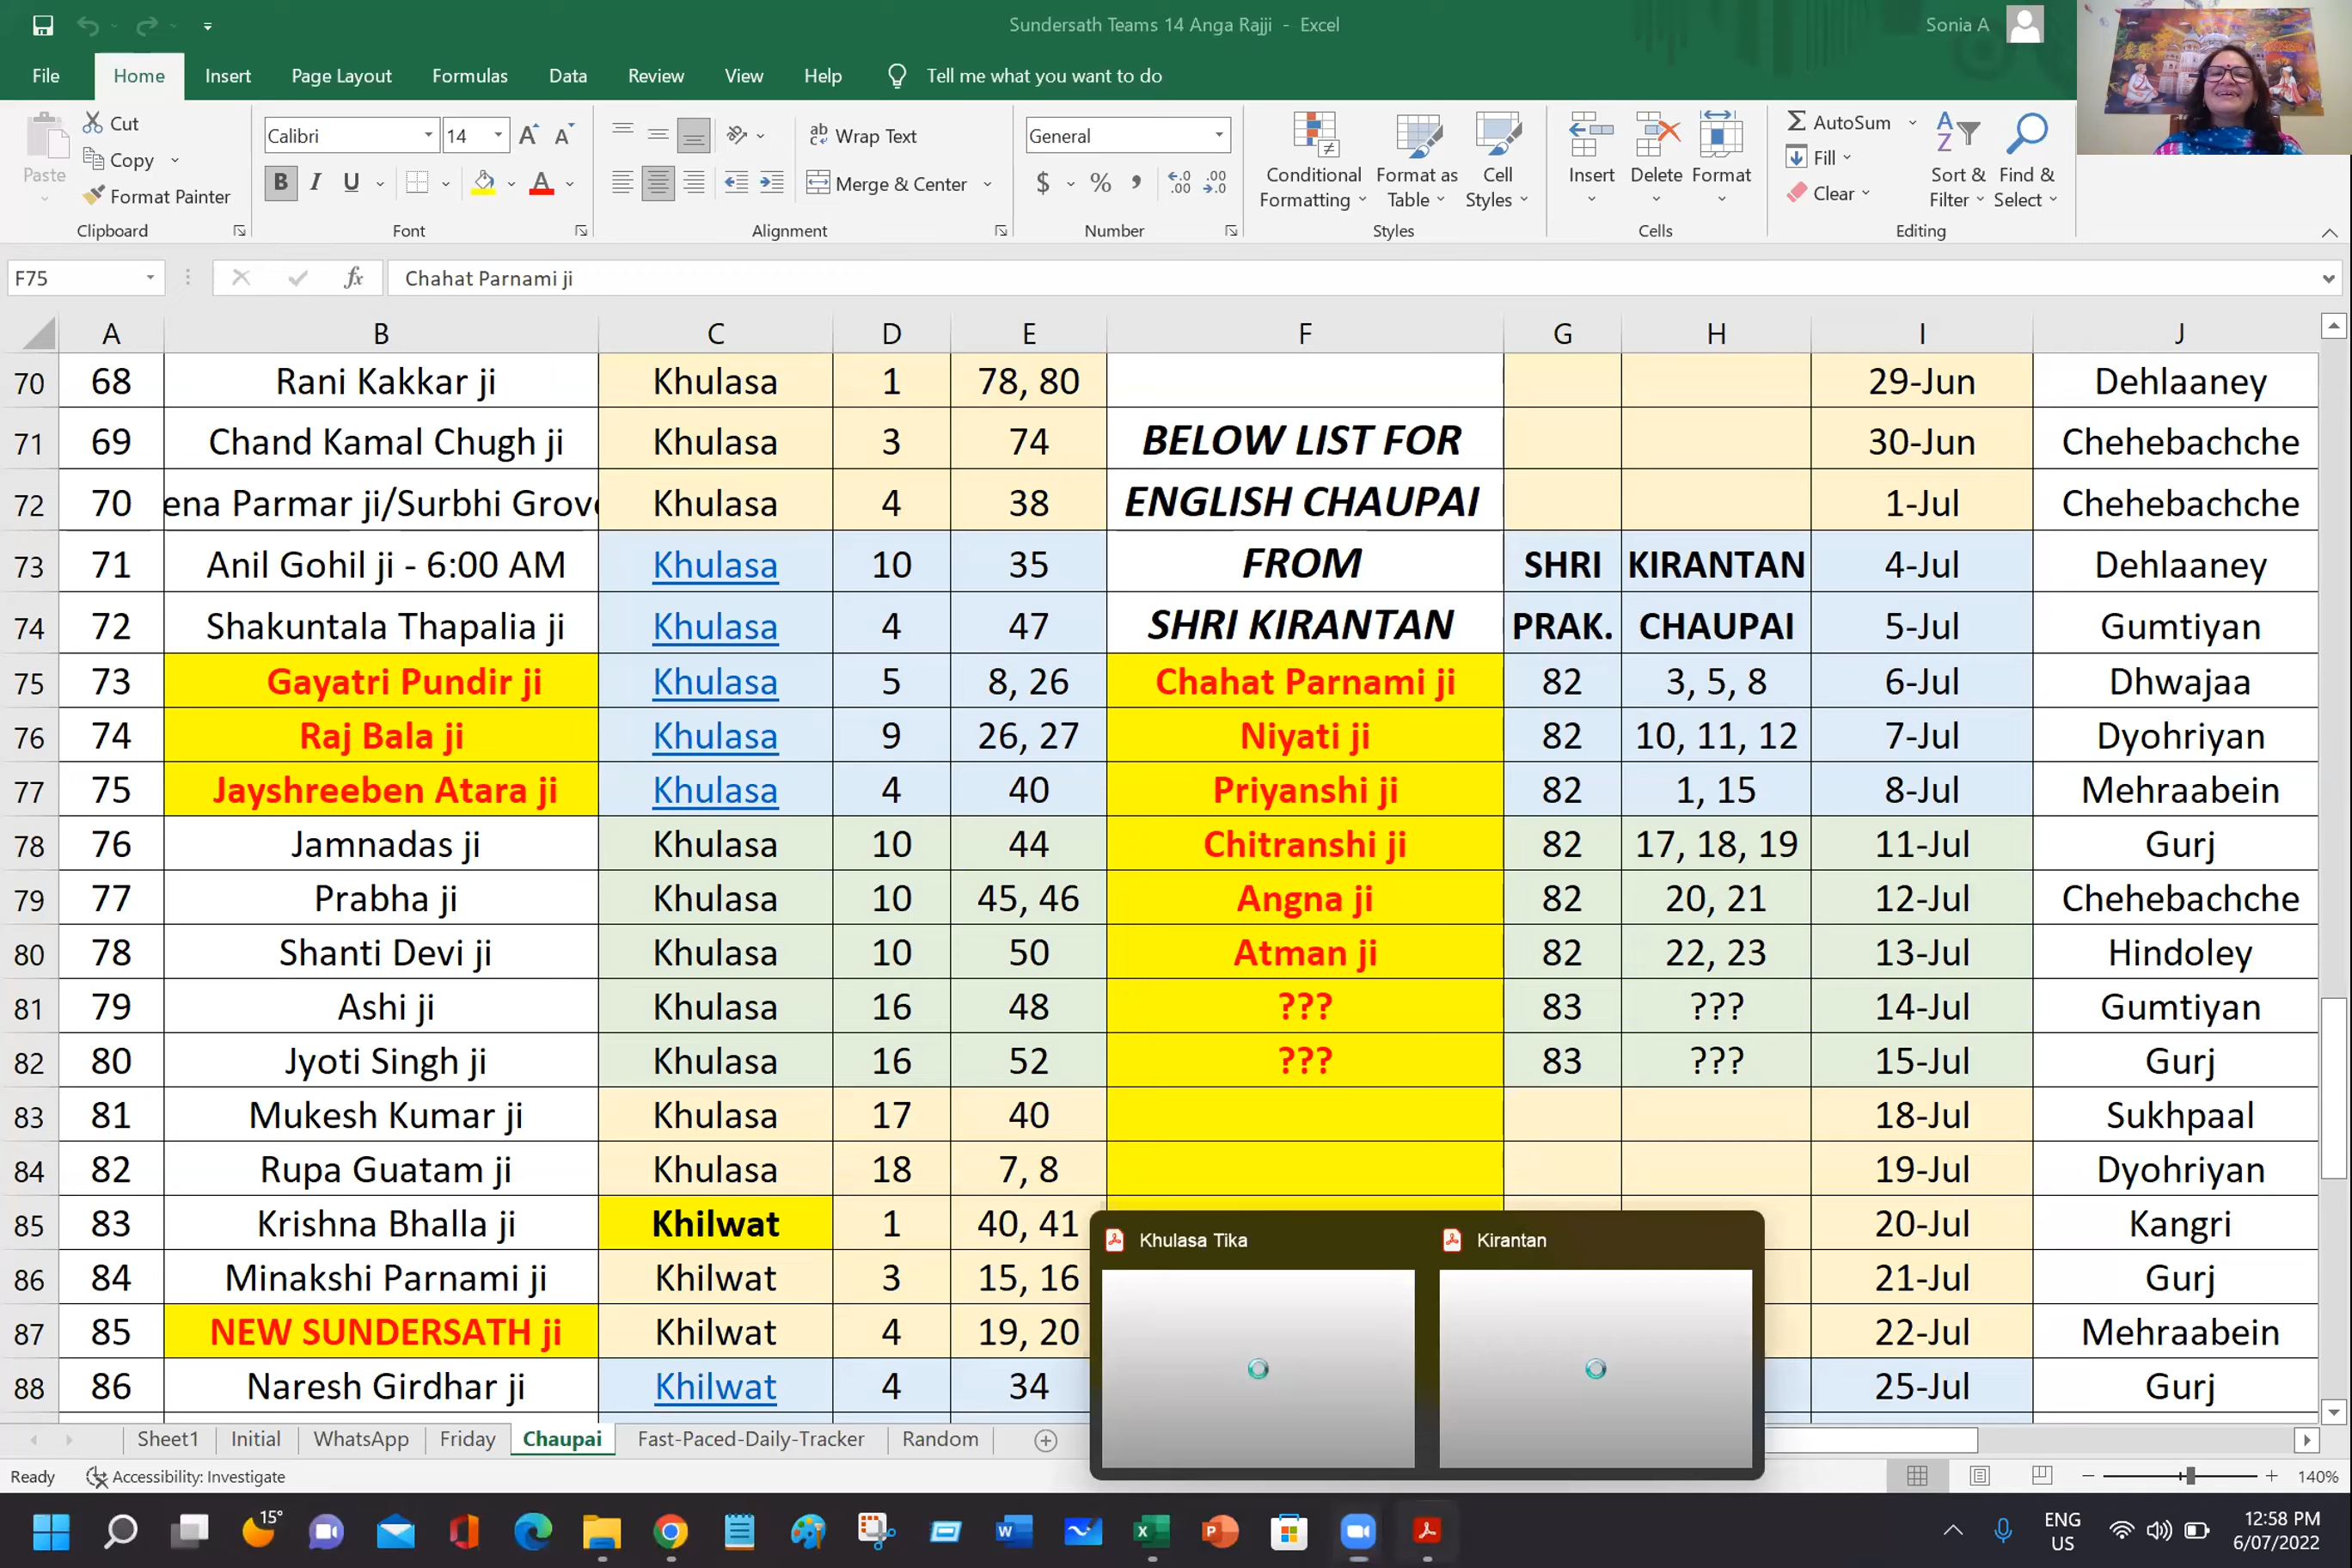 Sundersath Teams 14 Anga Rajji - Excel
Sonia A
File Home Insert Page Layout Formulas Data Review View Help Tell me what you want to do
Paste
Cut
Copy
Format Painter
Clipboard
Calibri 14
B I U
Font
Wrap Text
Merge & Center
Alignment
General
$ % ,
Number
Conditional Formatting
Format as Table
Cell Styles
Styles
Insert Delete Format
Cells
AutoSum
Fill
Clear
Sort & Filter
Find & Select
Editing
F75 fx Chahat Parnami ji
A B C D E F G H I J
70 68 Rani Kakkar ji Khulasa 1 78, 80 29-Jun Dehlaaney
71 69 Chand Kamal Chugh ji Khulasa 3 74 BELOW LIST FOR 30-Jun Chehebachche
72 70 ena Parmar ji/Surbhi Grove Khulasa 4 38 ENGLISH CHAUPAI 1-Jul Chehebachche
73 71 Anil Gohil ji - 6:00 AM Khulasa 10 35 FROM SHRI KIRANTAN 4-Jul Dehlaaney
74 72 Shakuntala Thapalia ji Khulasa 4 47 SHRI KIRANTAN PRAK. CHAUPAI 5-Jul Gumtiyan
75 73 Gayatri Pundir ji Khulasa 5 8, 26 Chahat Parnami ji 82 3, 5, 8 6-Jul Dhwajaa
76 74 Raj Bala ji Khulasa 9 26, 27 Niyati ji 82 10, 11, 12 7-Jul Dyohriyan
77 75 Jayshreeben Atara ji Khulasa 4 40 Priyanshi ji 82 1, 15 8-Jul Mehraabein
78 76 Jamnadas ji Khulasa 10 44 Chitranshi ji 82 17, 18, 19 11-Jul Gurj
79 77 Prabha ji Khulasa 10 45, 46 Angna ji 82 20, 21 12-Jul Chehebachche
80 78 Shanti Devi ji Khulasa 10 50 Atman ji 82 22, 23 13-Jul Hindoley
81 79 Ashi ji Khulasa 16 48 ??? 83 ??? 14-Jul Gumtiyan
82 80 Jyoti Singh ji Khulasa 16 52 ??? 83 ??? 15-Jul Gurj
83 81 Mukesh Kumar ji Khulasa 17 40 18-Jul Sukhpaal
84 82 Rupa Guatam ji Khulasa 18 7, 8 19-Jul Dyohriyan
85 83 Krishna Bhalla ji Khilwat 1 40, 41 20-Jul Kangri
86 84 Minakshi Parnami ji Khilwat 3 15, 16 21-Jul Gurj
87 85 NEW SUNDERSATH ji Khilwat 4 19, 20 22-Jul Mehraabein
88 86 Naresh Girdhar ji Khilwat 4 34 25-Jul Gurj
Khulasa Tika Kirantan
Sheet1 Initial WhatsApp Friday Chaupai Fast-Paced-Daily-Tracker Random
Ready Accessibility: Investigate 140%
15°
ENG
US
12:58 PM
6/07/2022